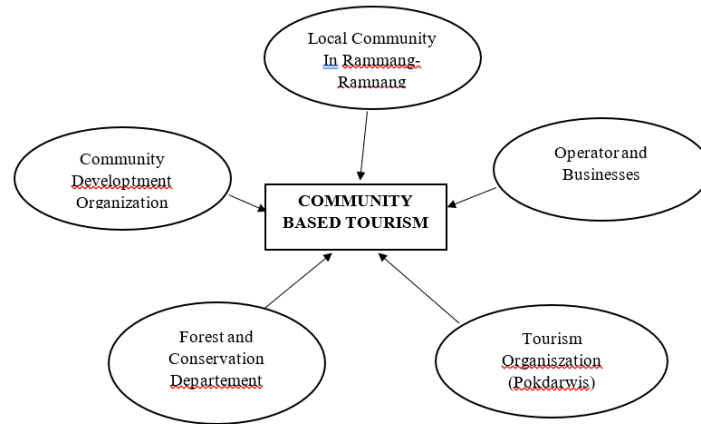 Local Community
In Rammang-
Ramnang
Community
Developtment
Organization
Operator and
Businesses
COMMUNITY
BASED TOURISM
Forest and
Conservation
Departement
Tourism
Organiszation
(Pokdarwis)